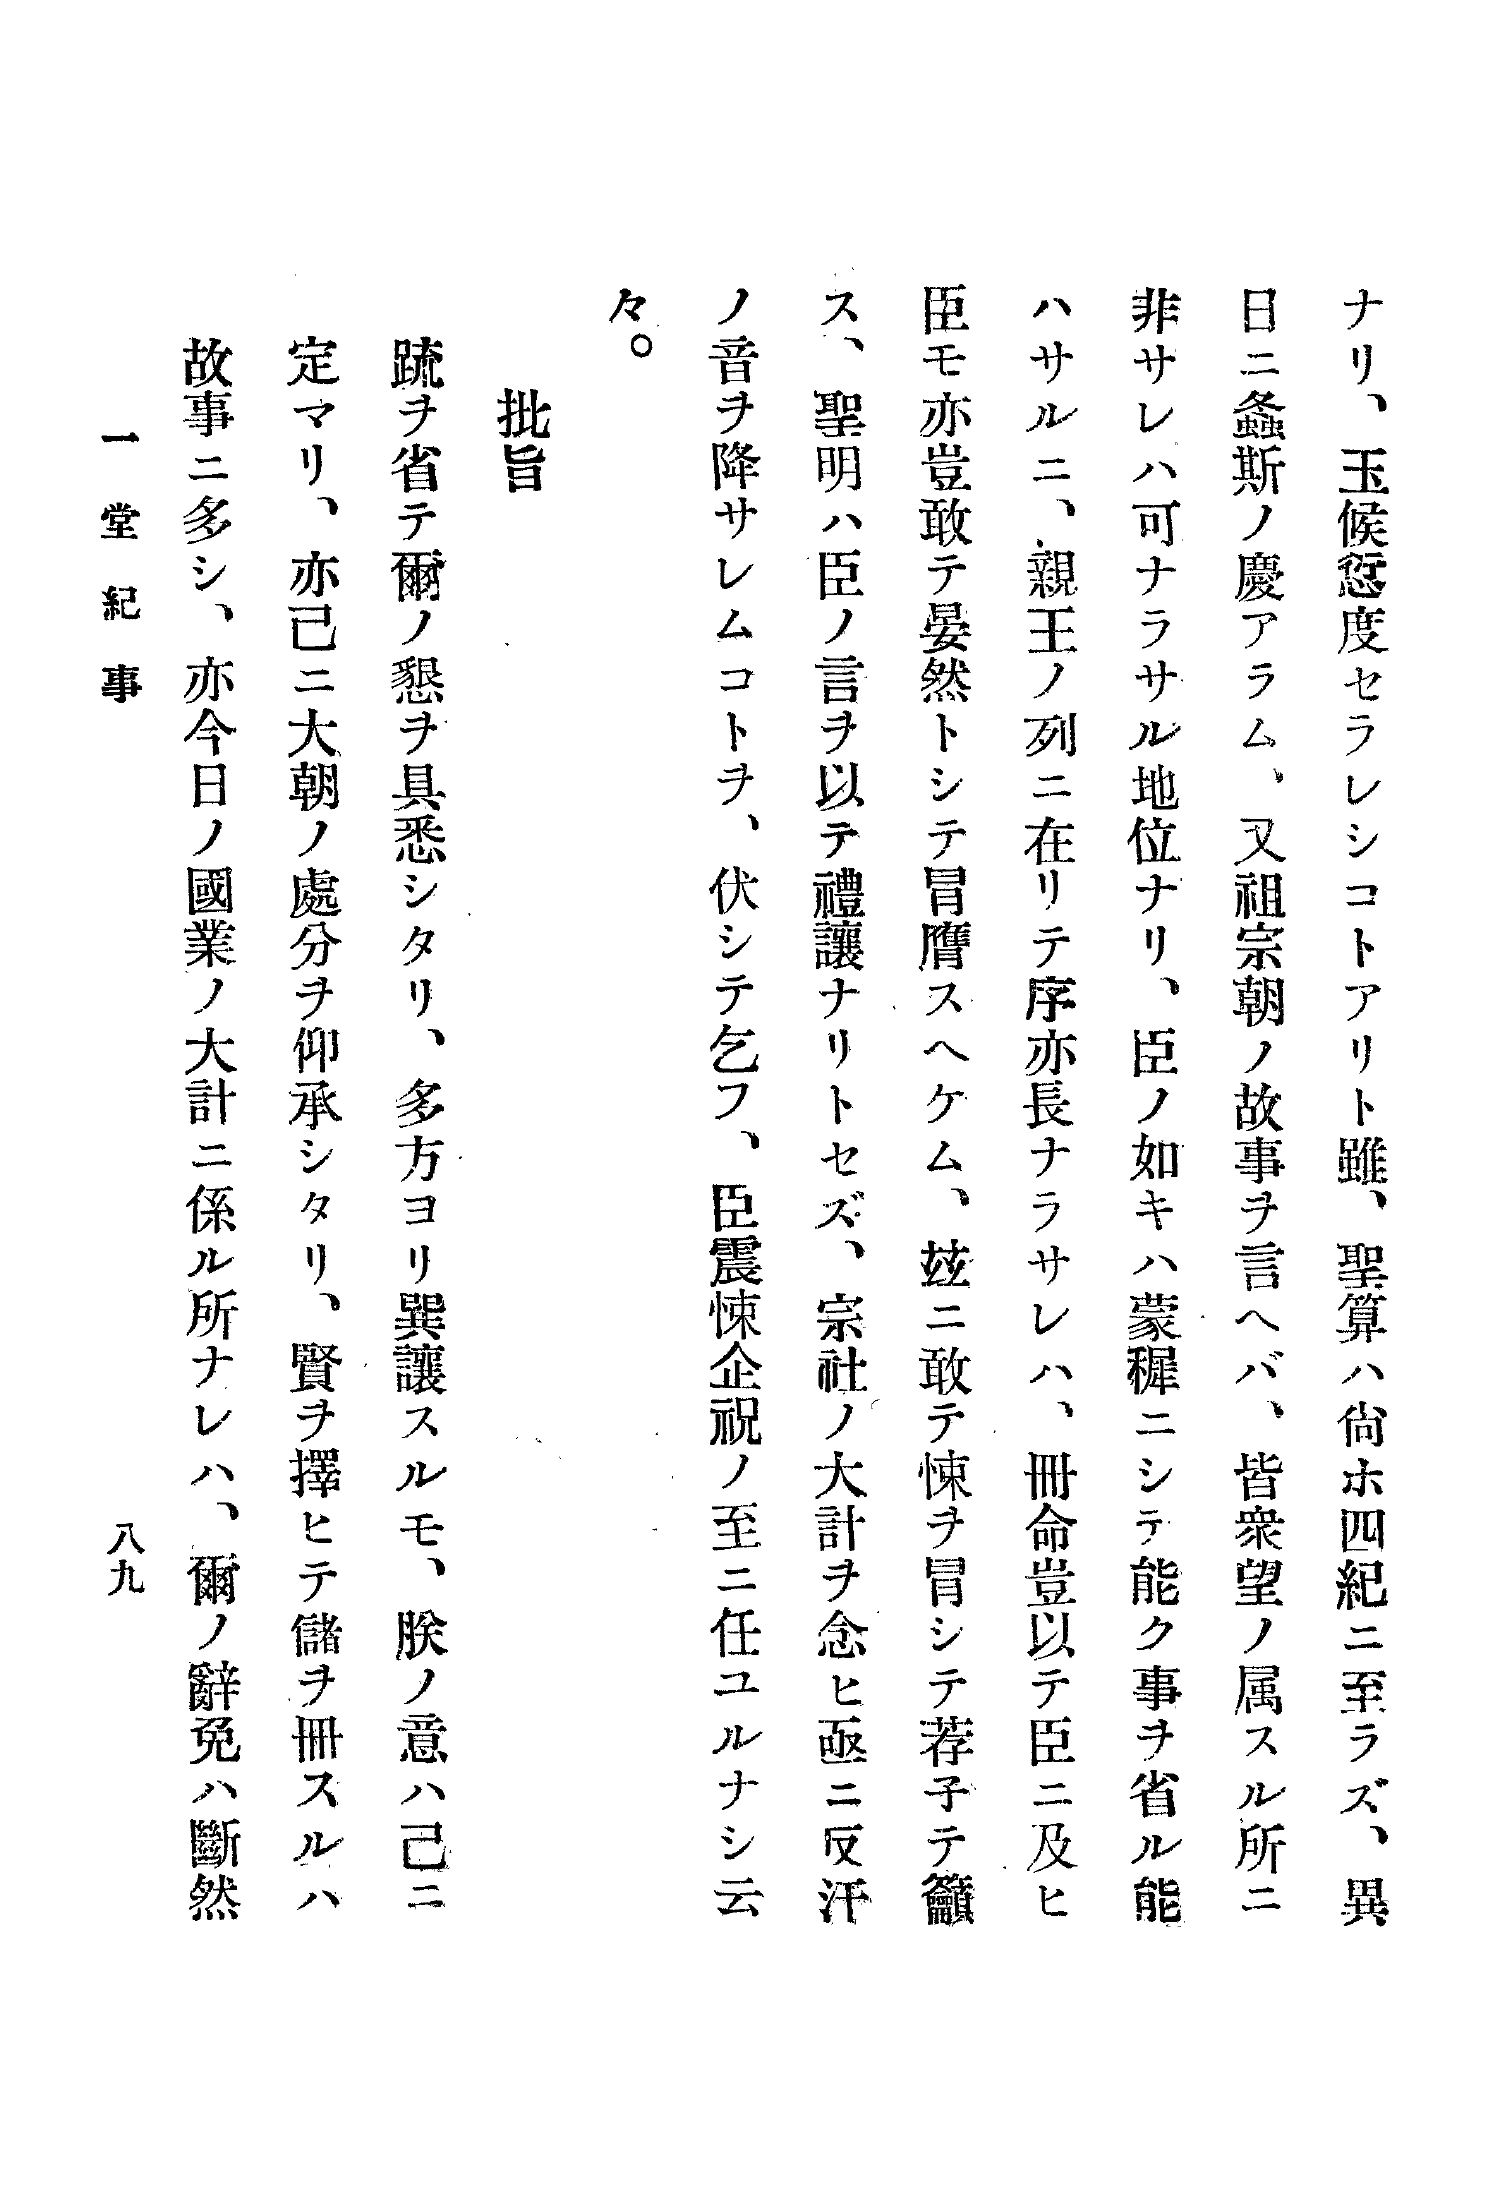 ナリ、玉候愆度セラレシコトアリト雖、聖算ハ尙ホ四紀ニ至ラズ、異
日ニ螽斯ノ慶アラム、又祖宗朝ノ故事ヲ言ヘバ、皆衆望ノ属スル所ニ
非サレハ可ナラサル地位ナリ、臣ノ如キハ蒙穉ニシテ能ク事ヲ省ル能
ハサルニ、親王ノ列ニ在リテ序亦長ナラサレハ、冊命豈以テ臣ニ及ヒ
臣モ亦豈敢テ晏然トシテ冒膺スヘケム、玆ニ敢テ悚ヲ冒シテ荐子テ籲
ス、聖明ハ臣ノ言ヲ以テ禮讓ナリトセズ、宗社ノ大計ヲ念ヒ亟ニ反汗
ノ音ヲ降サレムコトヲ、伏シテ乞フ、臣震悚企祝ノ至ニ任ユルナシ云
々。
批旨
疏ヲ省テ爾ノ懇ヲ具悉シタリ、多方ヨリ巽讓スルモ、朕ノ意ハ己ニ
定マリ、亦己ニ大朝ノ處分ヲ仰承シタリ、賢ヲ擇ヒテ儲ヲ冊スルハ
故事ニ多シ、亦今日ノ國業ノ大計ニ係ル所ナレハ、爾ノ辭免ハ斷然
一堂紀事
八九